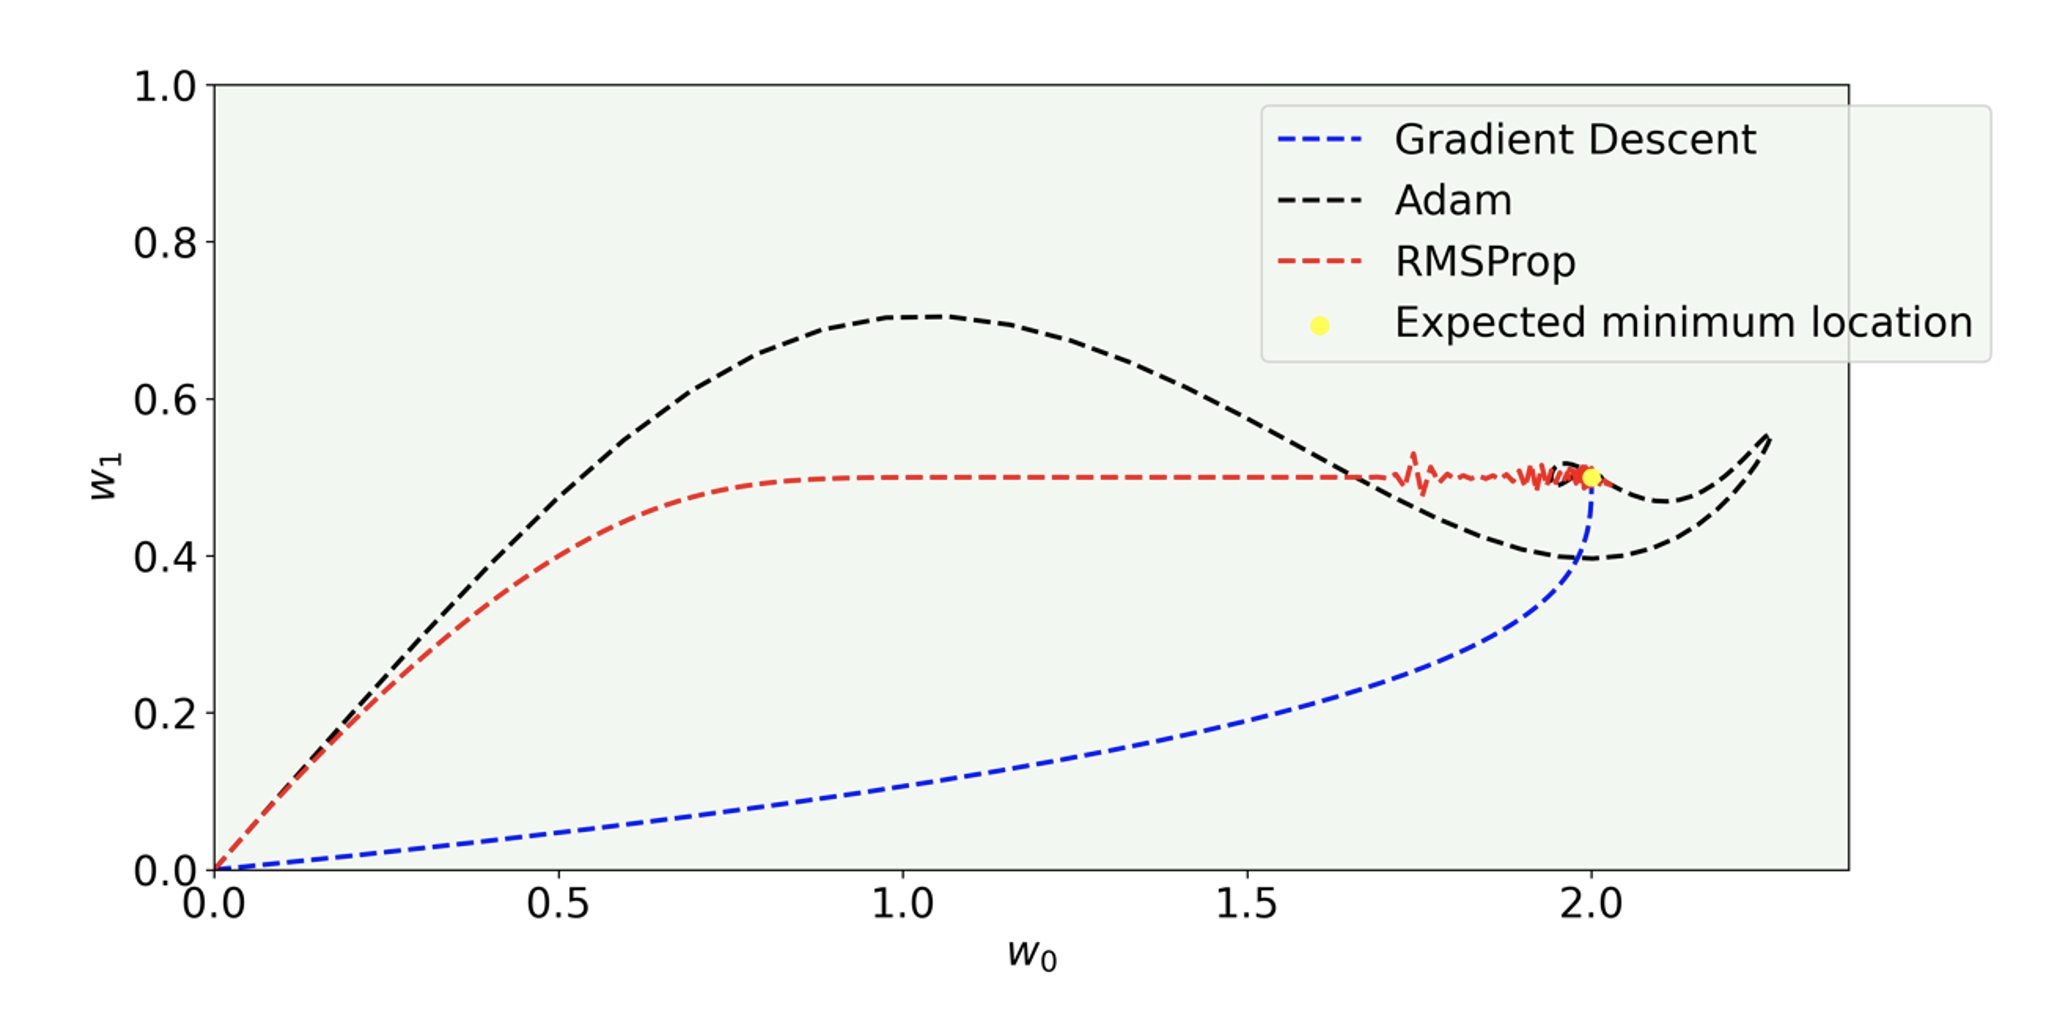 1.0
0.8
0.6
0.4
0.2
0.0
w₁
0.0 0.5 1.0 1.5 2.0
w₀
Gradient Descent
Adam
RMSProp
Expected minimum location